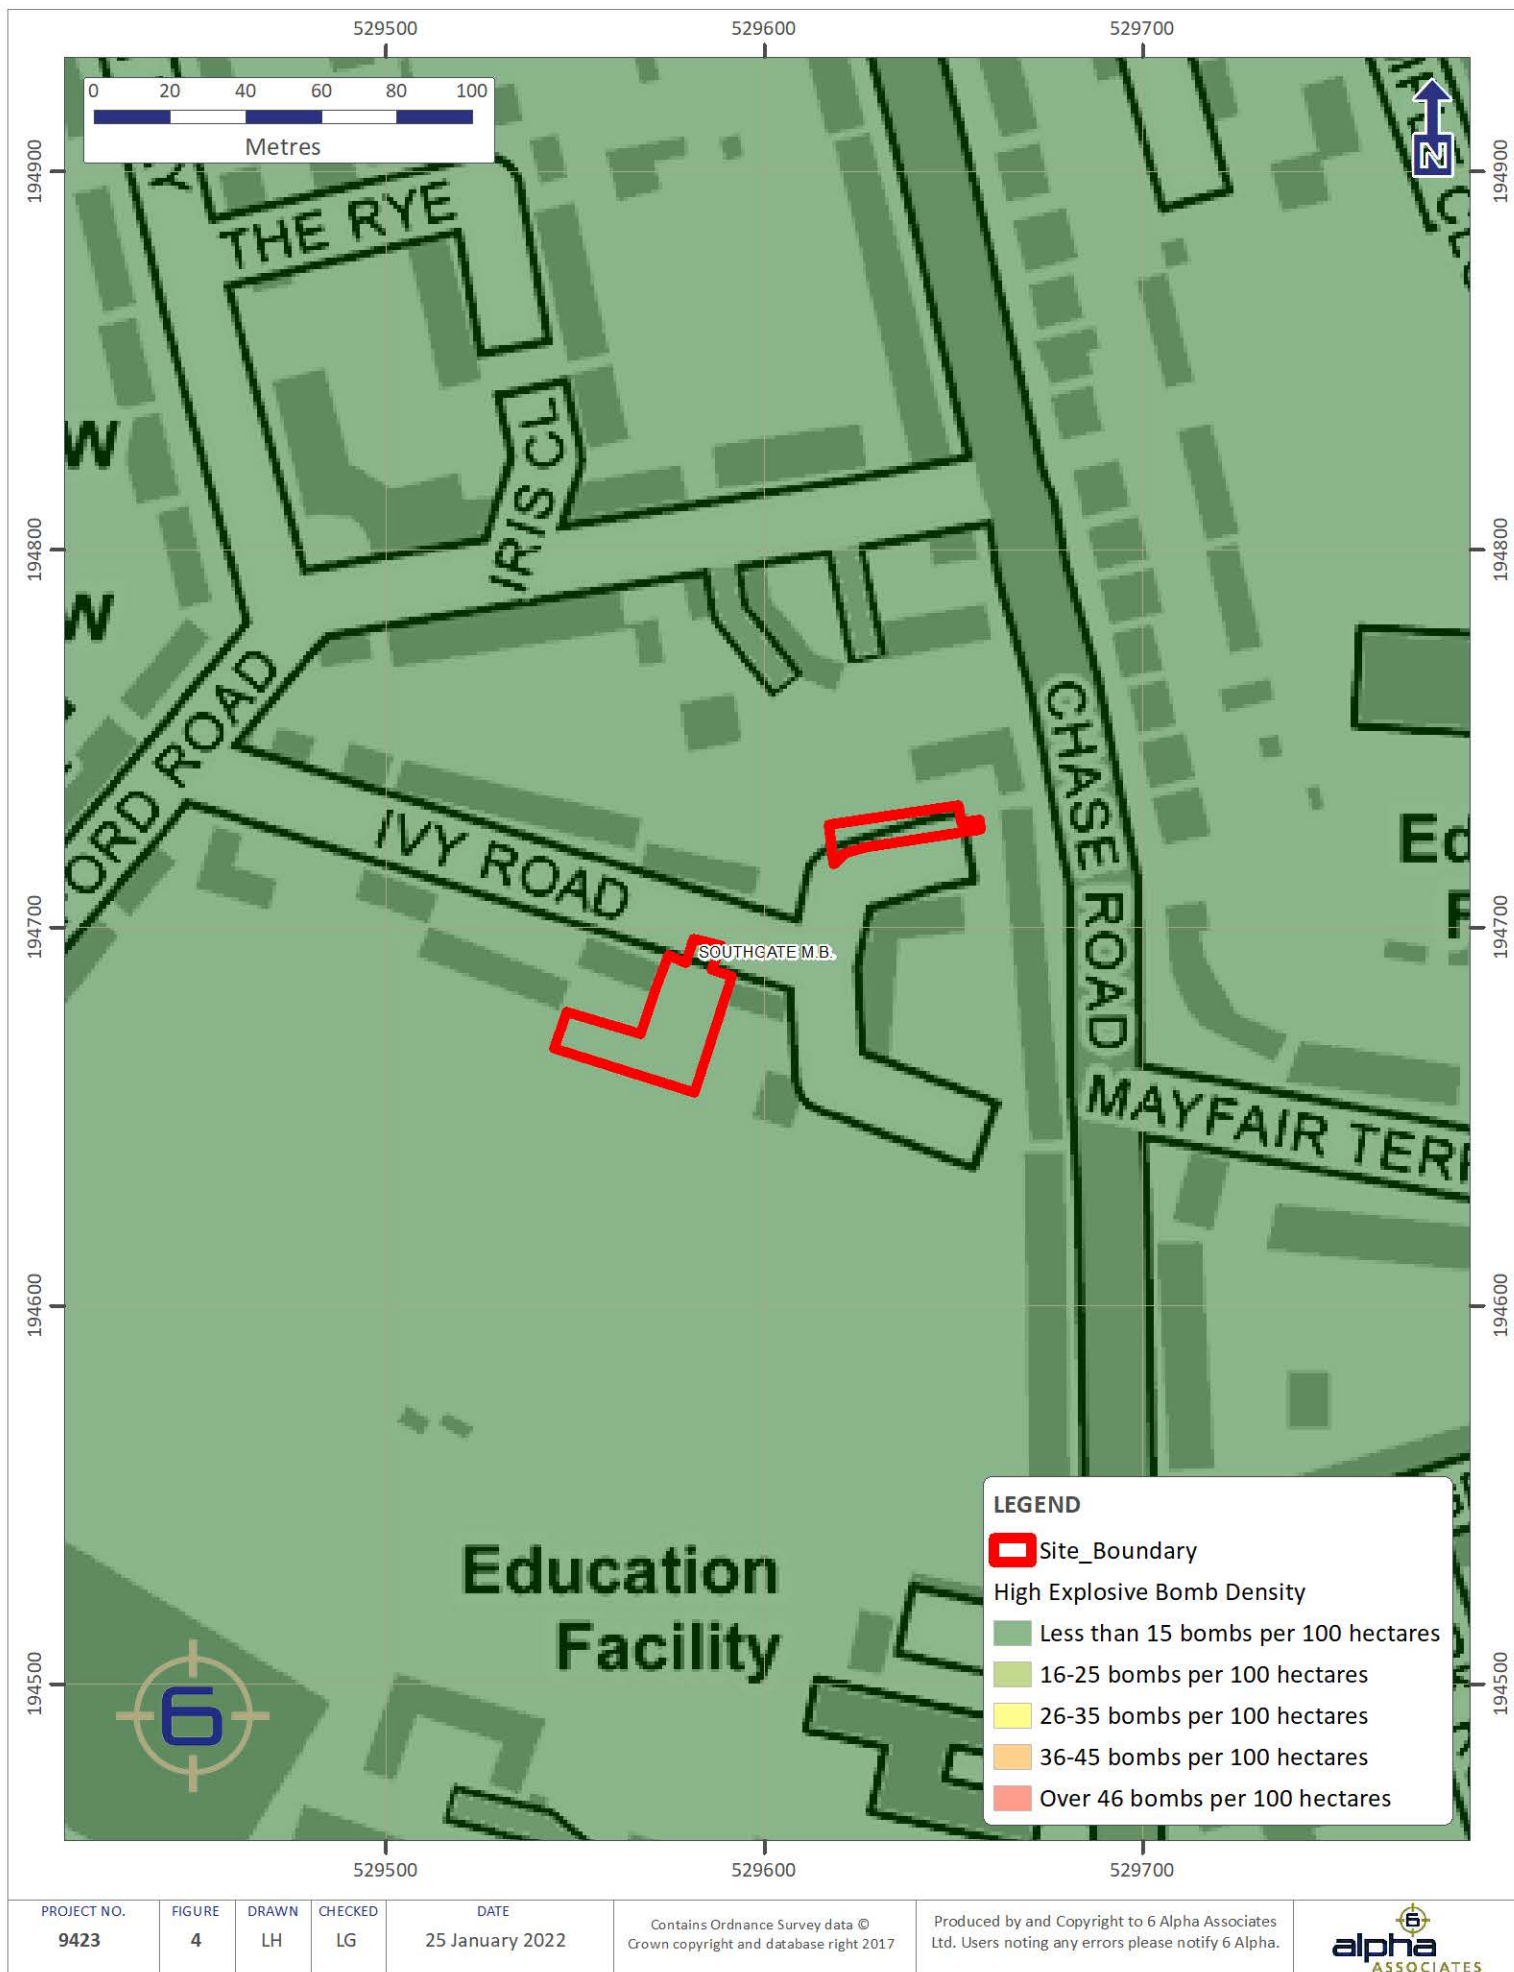 529500 529600 529700
0 20 40 60 80 100
Metres
N
194900 194900
THE RYE
IRIS CL
W
194800 194800
W
FORD ROAD
CHASE ROAD
IVY ROAD
Ed
F
194700 194700
SOUTHGATE M.B.
MAYFAIR TERR
194600 194600
LEGEND
Site_Boundary
High Explosive Bomb Density
Less than 15 bombs per 100 hectares
16-25 bombs per 100 hectares
26-35 bombs per 100 hectares
36-45 bombs per 100 hectares
Over 46 bombs per 100 hectares
Education
Facility
194500 194500
6
529500 529600 529700
PROJECT NO. FIGURE DRAWN CHECKED DATE
9423 4 LH LG 25 January 2022
Contains Ordnance Survey data ©
Crown copyright and database right 2017
Produced by and Copyright to 6 Alpha Associates
Ltd. Users noting any errors please notify 6 Alpha.
6
alpha
ASSOCIATES